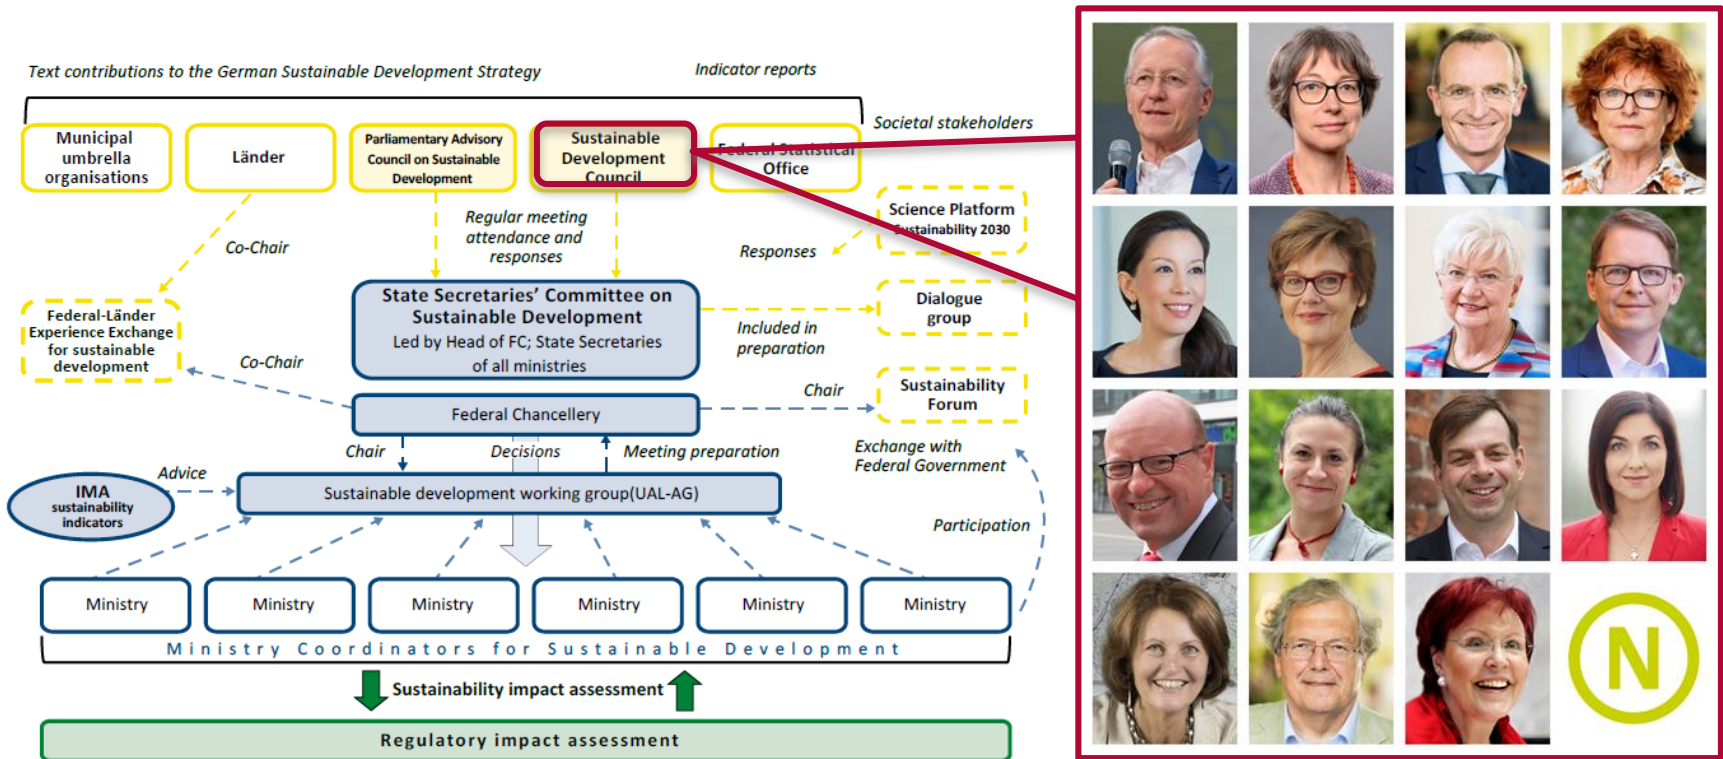 Text contributions to the German Sustainable Development Strategy
Indicator reports
Municipal
umbrella
organisations
Länder
Parliamentary Advisory
Council on Sustainable
Development
Sustainable
Development
Council
Federal Statistical
Office
Societal stakeholders
Science Platform
Sustainability 2030
Co-Chair
Regular meeting
attendance and
responses
Responses
Federal-Länder
Experience Exchange
for sustainable
development
State Secretaries’ Committee on
Sustainable Development
Led by Head of FC; State Secretaries
of all ministries
Included in
preparation
Dialogue
group
Co-Chair
Federal Chancellery
Chair
Sustainability
Forum
Chair
Decisions
Meeting preparation
Exchange with
Federal Government
IMA
sustainability
indicators
Advice
Sustainable development working group(UAL-AG)
Participation
Ministry
Ministry
Ministry
Ministry
Ministry
Ministry
Ministry Coordinators for Sustainable Development
Sustainability impact assessment
Regulatory impact assessment
N